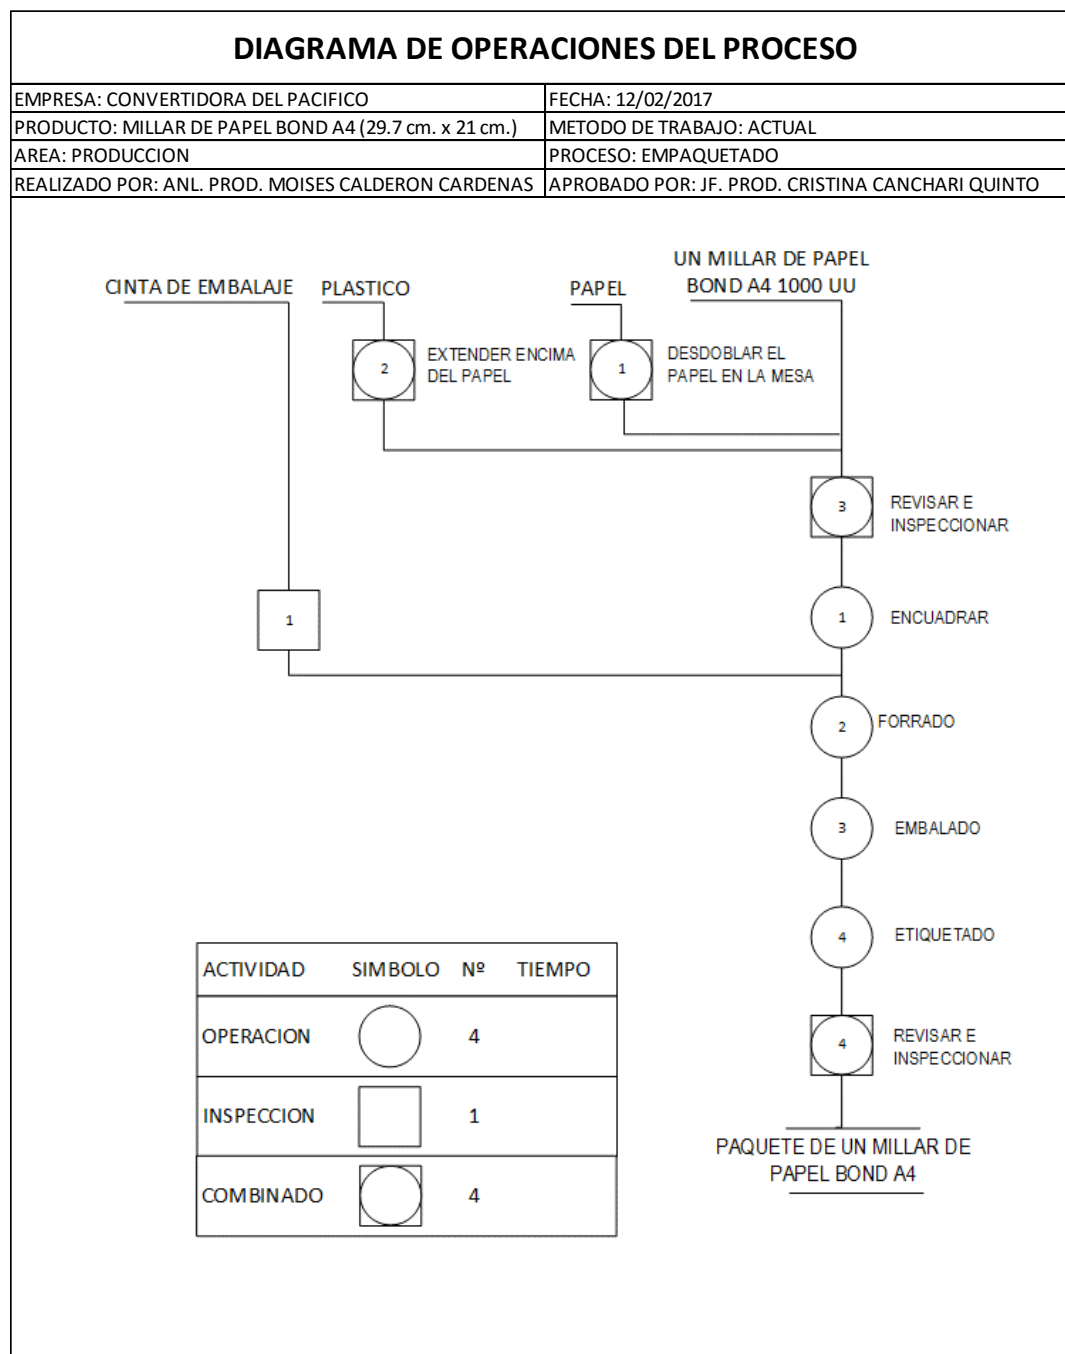 DIAGRAMA DE OPERACIONES DEL PROCESO
EMPRESA: CONVERTIDORA DEL PACIFICO
FECHA: 12/02/2017
PRODUCTO: MILLAR DE PAPEL BOND A4 (29.7 cm. x 21 cm.)
METODO DE TRABAJO: ACTUAL
AREA: PRODUCCION
PROCESO: EMPAQUETADO
REALIZADO POR: ANL. PROD. MOISES CALDERON CARDENAS
APROBADO POR: JF. PROD. CRISTINA CANCHARI QUINTO
CINTA DE EMBALAJE
PLASTICO
PAPEL
UN MILLAR DE PAPEL
BOND A4 1000 UU
2
EXTENDER ENCIMA
DEL PAPEL
1
DESDOBLAR EL
PAPEL EN LA MESA
3
REVISAR E
INSPECCIONAR
1
1
ENCUADRAR
2
FORRADO
3
EMBALADO
4
ETIQUETADO
4
REVISAR E
INSPECCIONAR
PAQUETE DE UN MILLAR DE
PAPEL BOND A4
ACTIVIDAD SIMBOLO Nº TIEMPO
OPERACION 4
INSPECCION 1
COMBINADO 4